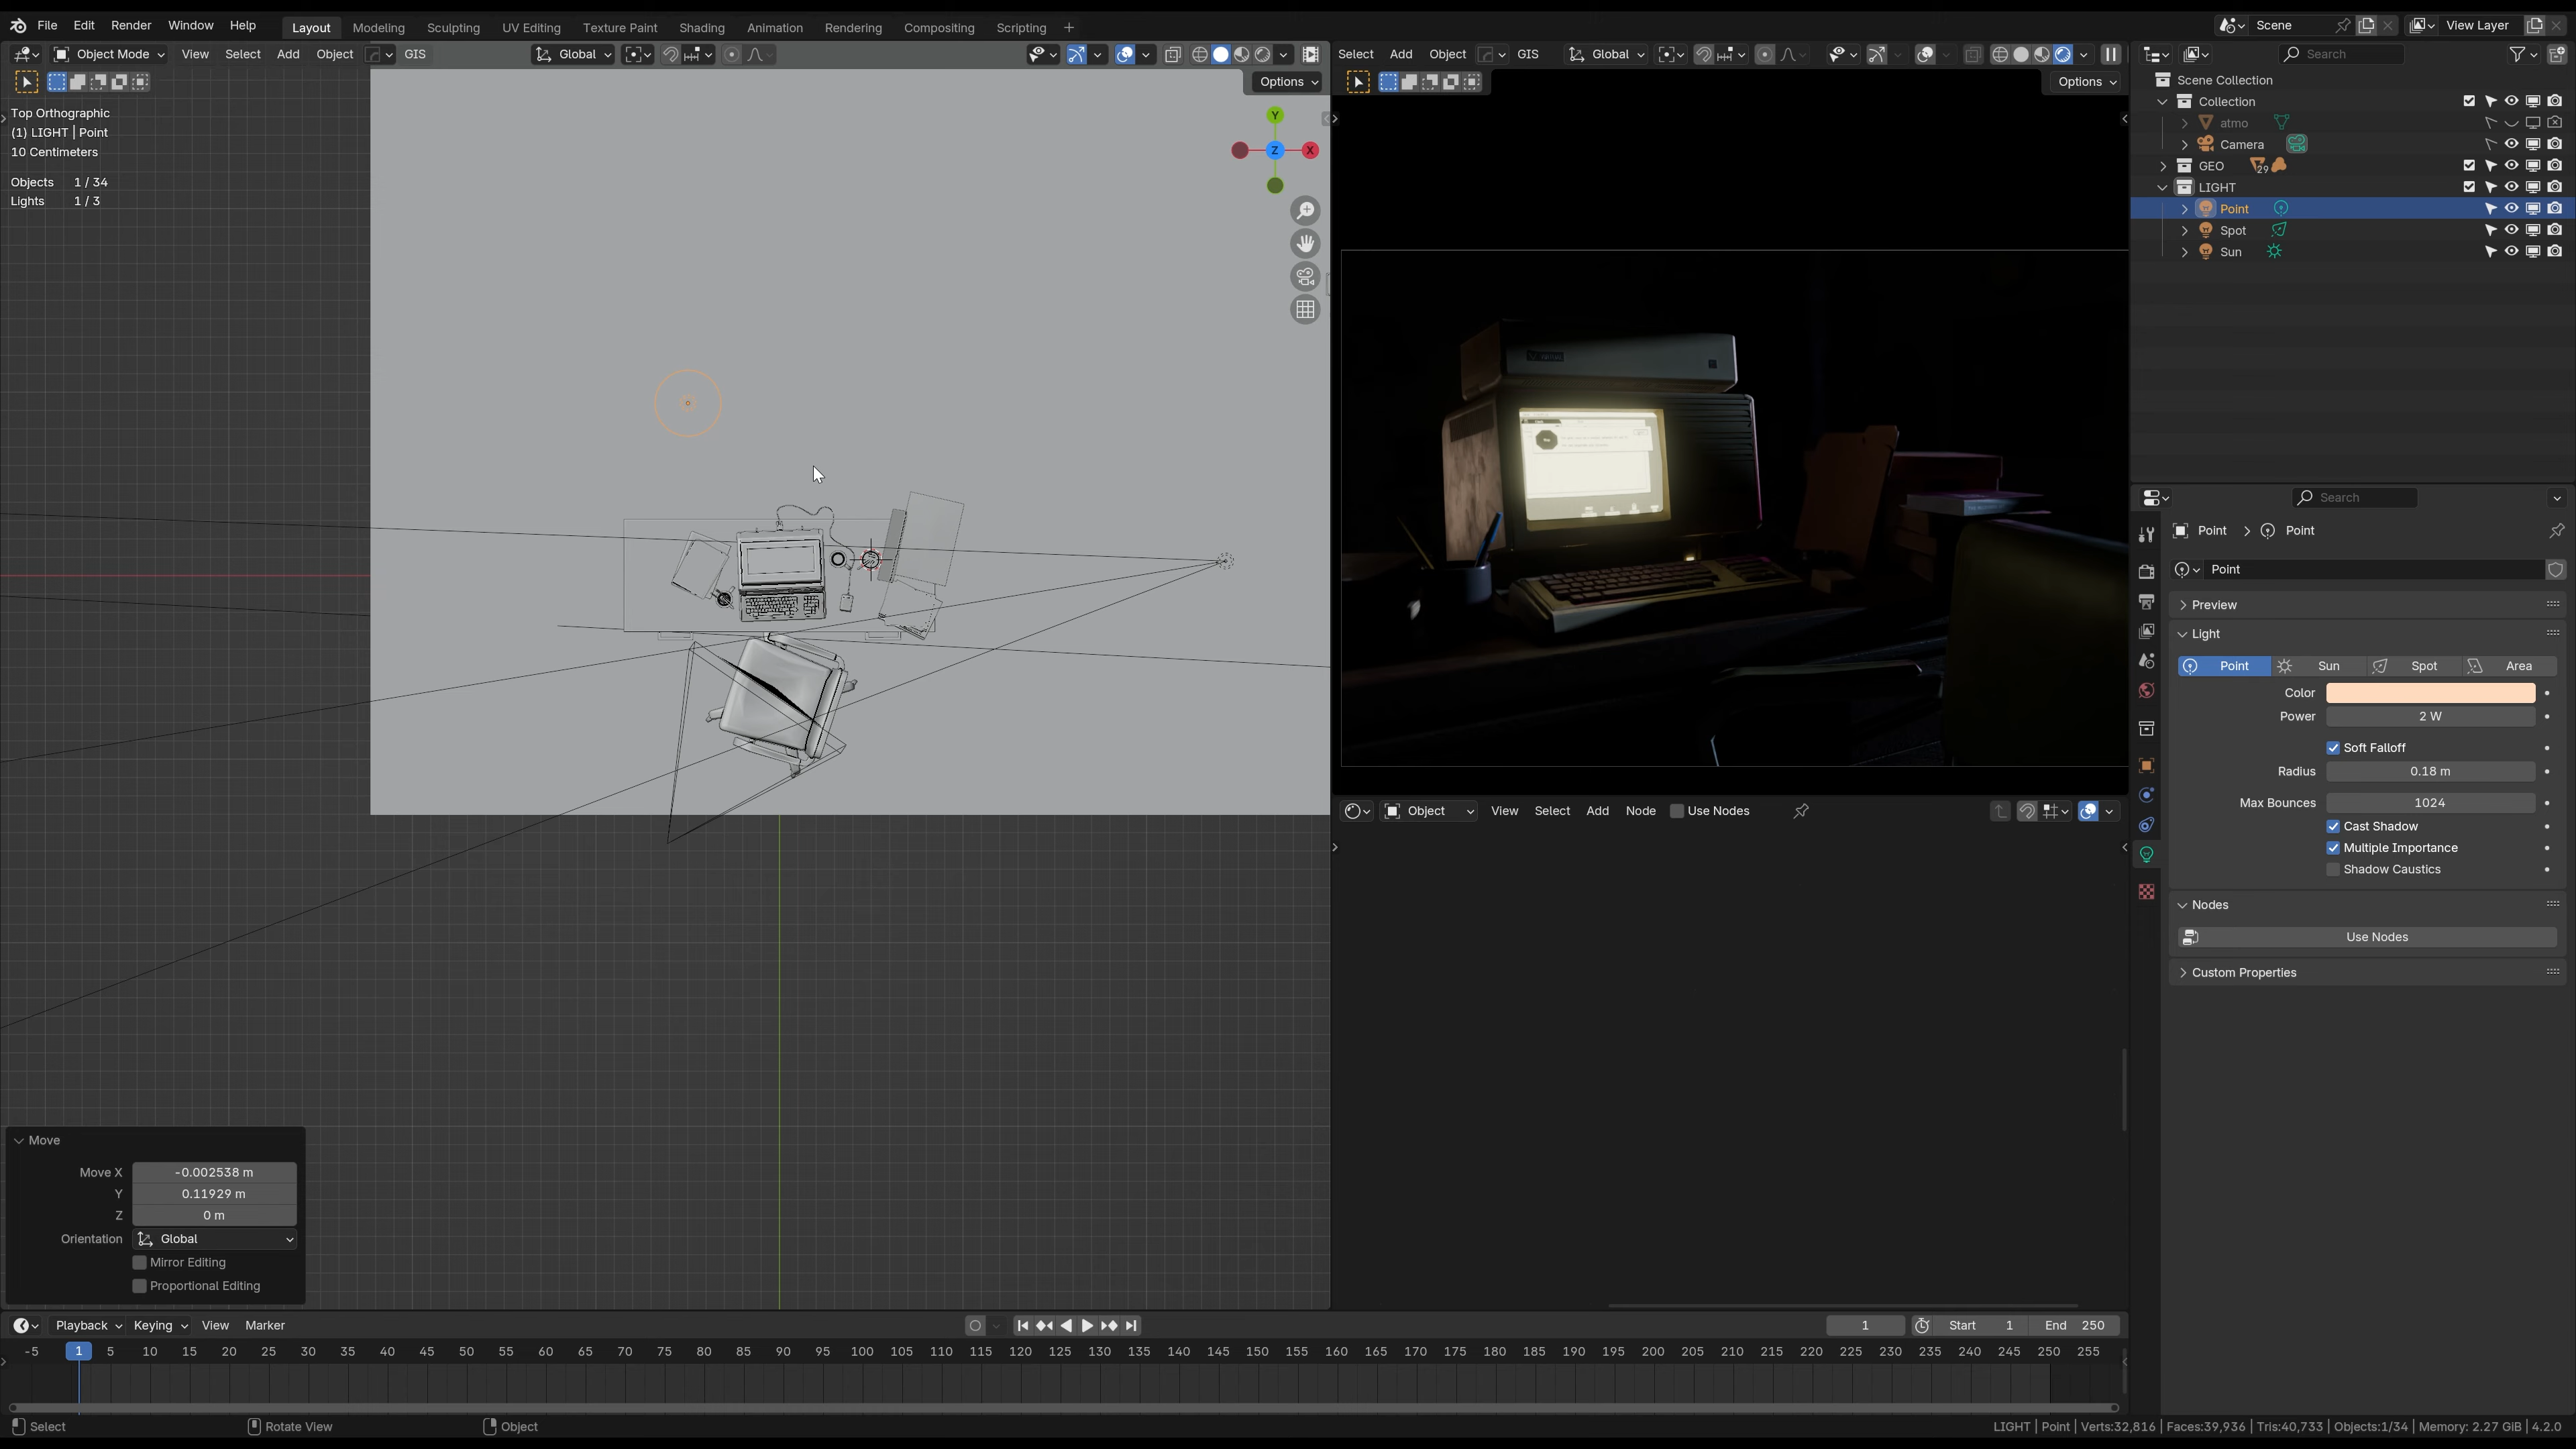 File Edit Render Window Help Layout Modeling Sculpting UV Editing Texture Paint Shading Animation Rendering Compositing Scripting + Scene View Layer
Object Mode View Select Add Object GIS Global
Options
Top Orthographic
(1) LIGHT | Point
10 Centimeters
Objects 1 / 34
Lights 1 / 3
Y
Z X
Move
Move X -0.002538 m
Y 0.11929 m
Z 0 m
Orientation Global
Mirror Editing
Proportional Editing
Select Add Object GIS Global
Options
Object View Select Add Node Use Nodes
Search
Scene Collection
Collection
atmo
Camera
GEO 29
LIGHT
Point
Spot
Sun
Search
Point > Point
Point
Preview
Light
Point Sun Spot Area
Color
Power 2 W
Soft Falloff
Radius 0.18 m
Max Bounces 1024
Cast Shadow
Multiple Importance
Shadow Caustics
Nodes
Use Nodes
Custom Properties
Playback Keying View Marker 1 Start 1 End 250
-5 1 5 10 15 20 25 30 35 40 45 50 55 60 65 70 75 80 85 90 95 100 105 110 115 120 125 130 135 140 145 150 155 160 165 170 175 180 185 190 195 200 205 210 215 220 225 230 235 240 245 250 255
Select Rotate View Object LIGHT | Point | Verts:32,816 | Faces:39,936 | Tris:40,733 | Objects:1/34 | Memory: 2.27 GiB | 4.2.0